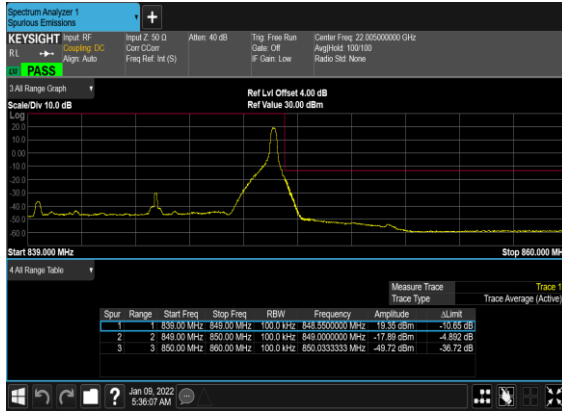 Spectrum Analyzer 1
Spurious Emissions
+
KEYSIGHT
RL
Input: RF
Coupling: DC
Align: Auto
Input Z: 50 Ω
Corr CCorr
Freq Ref: Int (S)
Atten: 40 dB
Trig: Free Run
Gate: Off
IF Gain: Low
Center Freq: 22.005000000 GHz
Avg|Hold: 100/100
Radio Std: None
PASS
3 All Range Graph
Scale/Div 10.0 dB
Ref Lvl Offset 4.00 dB
Ref Value 30.00 dBm
Log
20.0
10.0
0.00
-10.0
-20.0
-30.0
-40.0
-50.0
-60.0
Start 839.000 MHz
Stop 860.000 MH
4 All Range Table
Measure Trace Trace 1
Trace Type Trace Average (Active)
Spur Range Start Freq Stop Freq RBW Frequency Amplitude ΔLimit
1 1 839.00 MHz 849.00 MHz 100.0 kHz 848.5500000 MHz 19.35 dBm -10.65 dB
2 2 849.00 MHz 850.00 MHz 100.0 kHz 849.0000000 MHz -17.89 dBm -4.892 dB
3 3 850.00 MHz 860.00 MHz 100.0 kHz 850.0333333 MHz -49.72 dBm -36.72 dB
?
Jan 09, 2022
5:36:07 AM